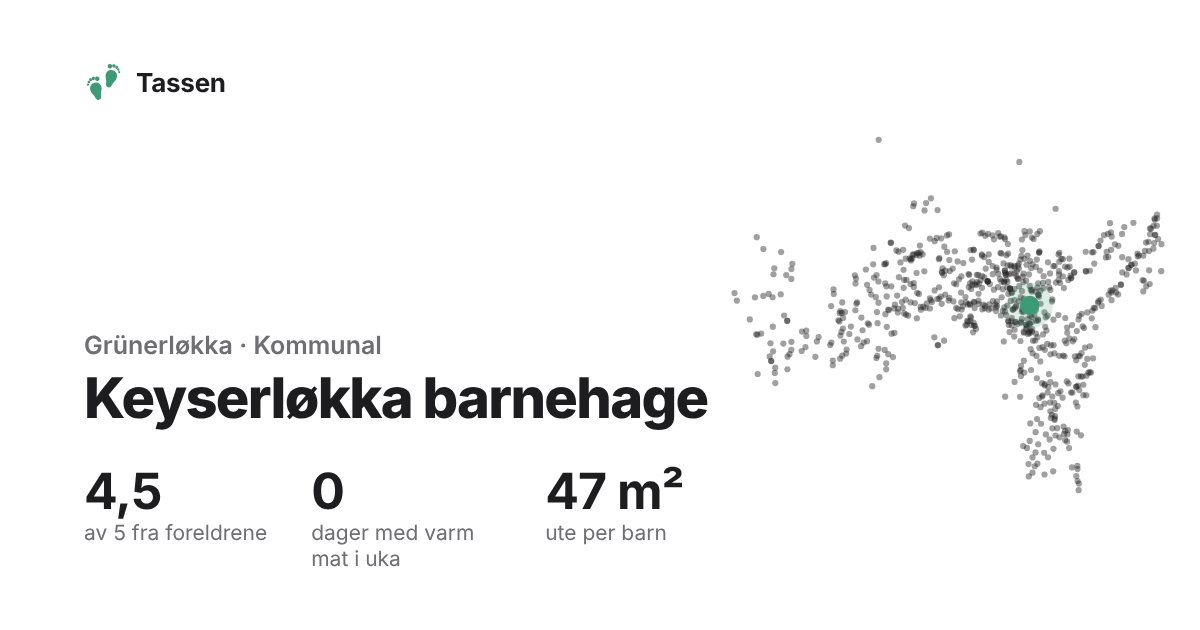 Tassen
Grünerløkka · Kommunal
Keyserløkka barnehage
4,5
av 5 fra foreldrene
0
dager med varm
mat i uka
47 m²
ute per barn